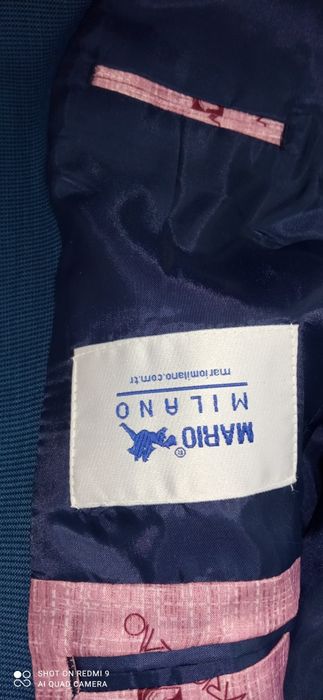 MARIO
MILANO
mariomilano.com.tr
SHOT ON REDMI 9
AI QUAD CAMERA